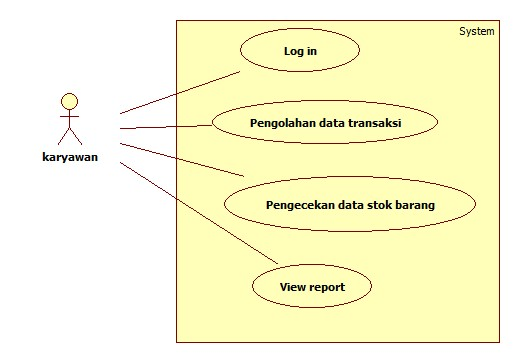 System
Log in
Pengolahan data transaksi
karyawan
Pengecekan data stok barang
View report